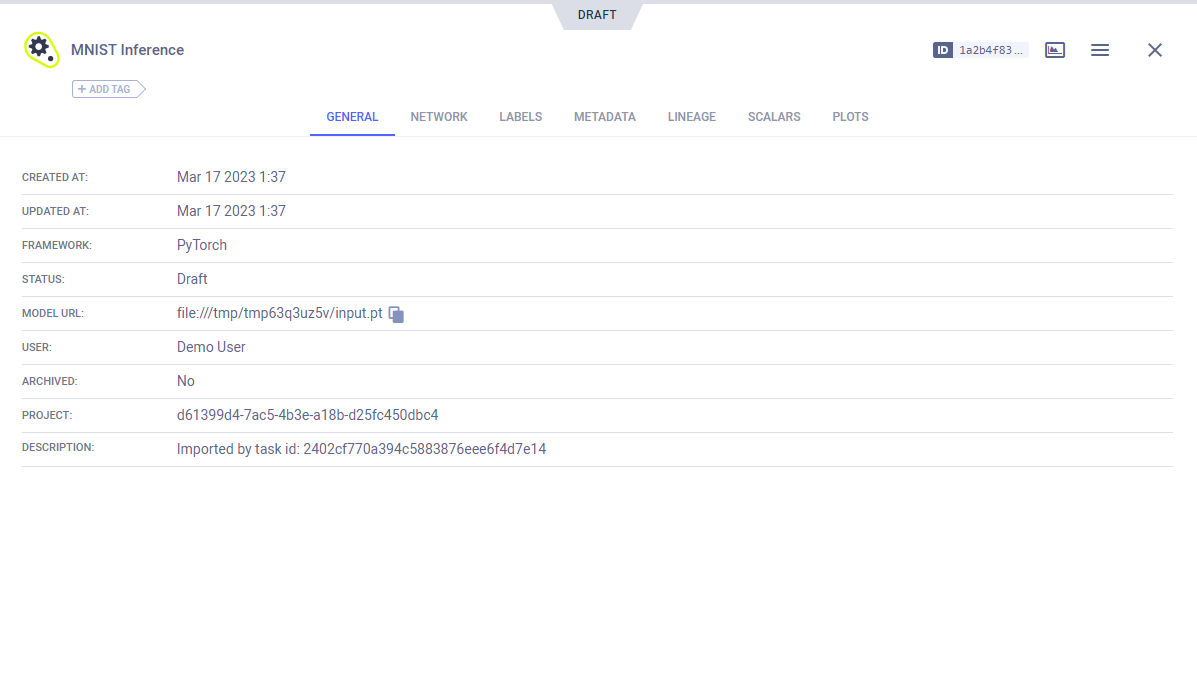 DRAFT
MNIST Inference
ID 1a2b4f83...
+ ADD TAG
GENERAL NETWORK LABELS METADATA LINEAGE SCALARS PLOTS
CREATED AT: Mar 17 2023 1:37
UPDATED AT: Mar 17 2023 1:37
FRAMEWORK: PyTorch
STATUS: Draft
MODEL URL: file:///tmp/tmp63q3uz5v/input.pt
USER: Demo User
ARCHIVED: No
PROJECT: d61399d4-7ac5-4b3e-a18b-d25fc450dbc4
DESCRIPTION: Imported by task id: 2402cf770a394c5883876eee6f4d7e14